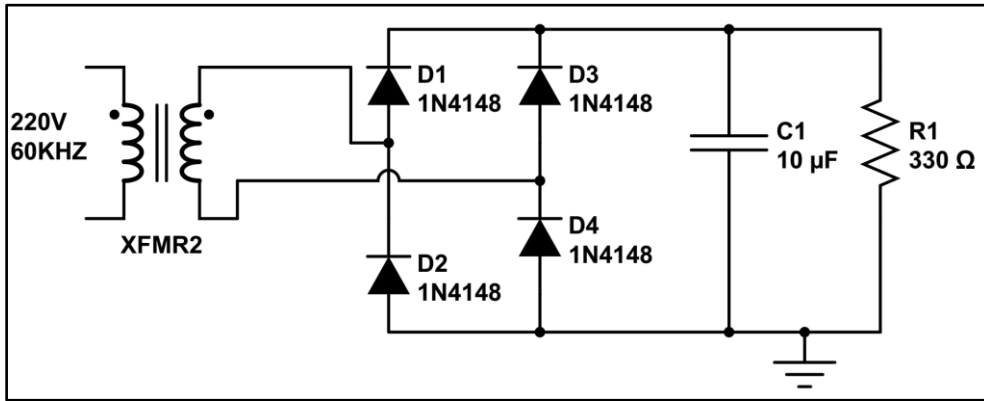 220V
60KHZ
XFMR2
D1
1N4148
D3
1N4148
D2
1N4148
D4
1N4148
C1
10 µF
R1
330 Ω